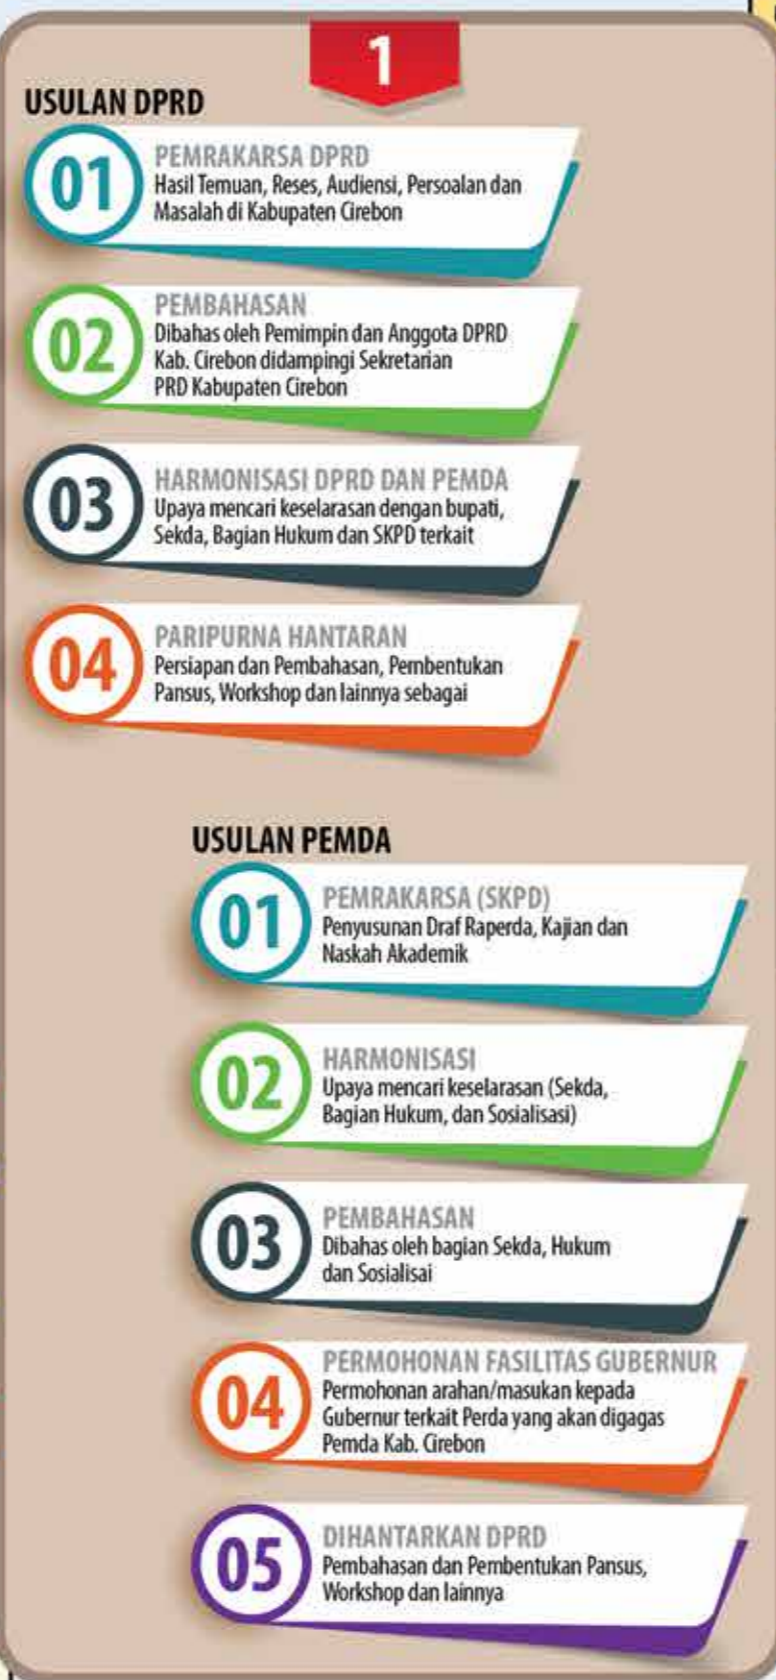 1
USULAN DPRD
01
PEMRAKARSA DPRD
Hasil Temuan, Reses, Audiensi, Persoalan dan
Masalah di Kabupaten Cirebon
02
PEMBAHASAN
Dibahas oleh Pemimpin dan Anggota DPRD
Kab. Cirebon didampingi Sekretarian
PRD Kabupaten Cirebon
03
HARMONISASI DPRD DAN PEMDA
Upaya mencari keselarasan dengan bupati,
Sekda, Bagian Hukum dan SKPD terkait
04
PARIPURNA HANTARAN
Persiapan dan Pembahasan, Pembentukan
Pansus, Workshop dan lainnya sebagai
USULAN PEMDA
01
PEMRAKARSA (SKPD)
Penyusunan Draf Raperda, Kajian dan
Naskah Akademik
02
HARMONISASI
Upaya mencari keselarasan (Sekda,
Bagian Hukum, dan Sosialisasi)
03
PEMBAHASAN
Dibahas oleh bagian Sekda, Hukum
dan Sosialisai
04
PERMOHONAN FASILITAS GUBERNUR
Permohonan arahan/masukan kepada
Gubernur terkait Perda yang akan digagas
Pemda Kab. Cirebon
05
DIHANTARKAN DPRD
Pembahasan dan Pembentukan Pansus,
Workshop dan lainnya